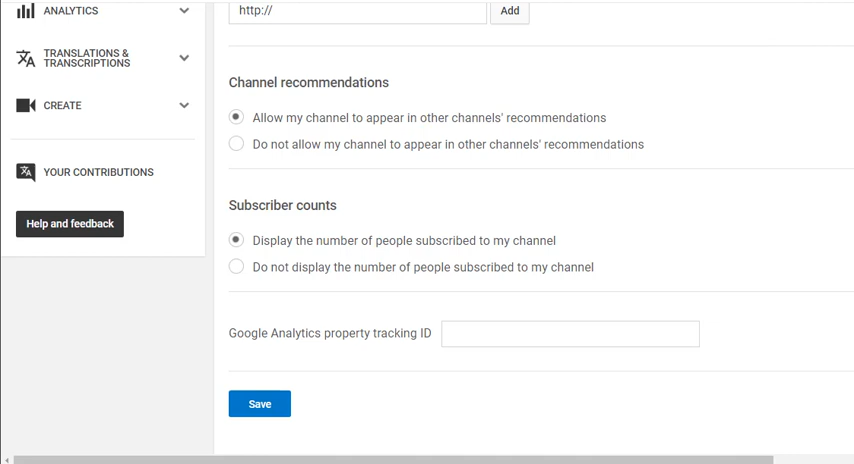 ANALYTICS
TRANSLATIONS &
TRANSCRIPTIONS
CREATE
YOUR CONTRIBUTIONS
Help and feedback
http://
Add
Channel recommendations
Allow my channel to appear in other channels' recommendations
Do not allow my channel to appear in other channels' recommendations
Subscriber counts
Display the number of people subscribed to my channel
Do not display the number of people subscribed to my channel
Google Analytics property tracking ID
Save